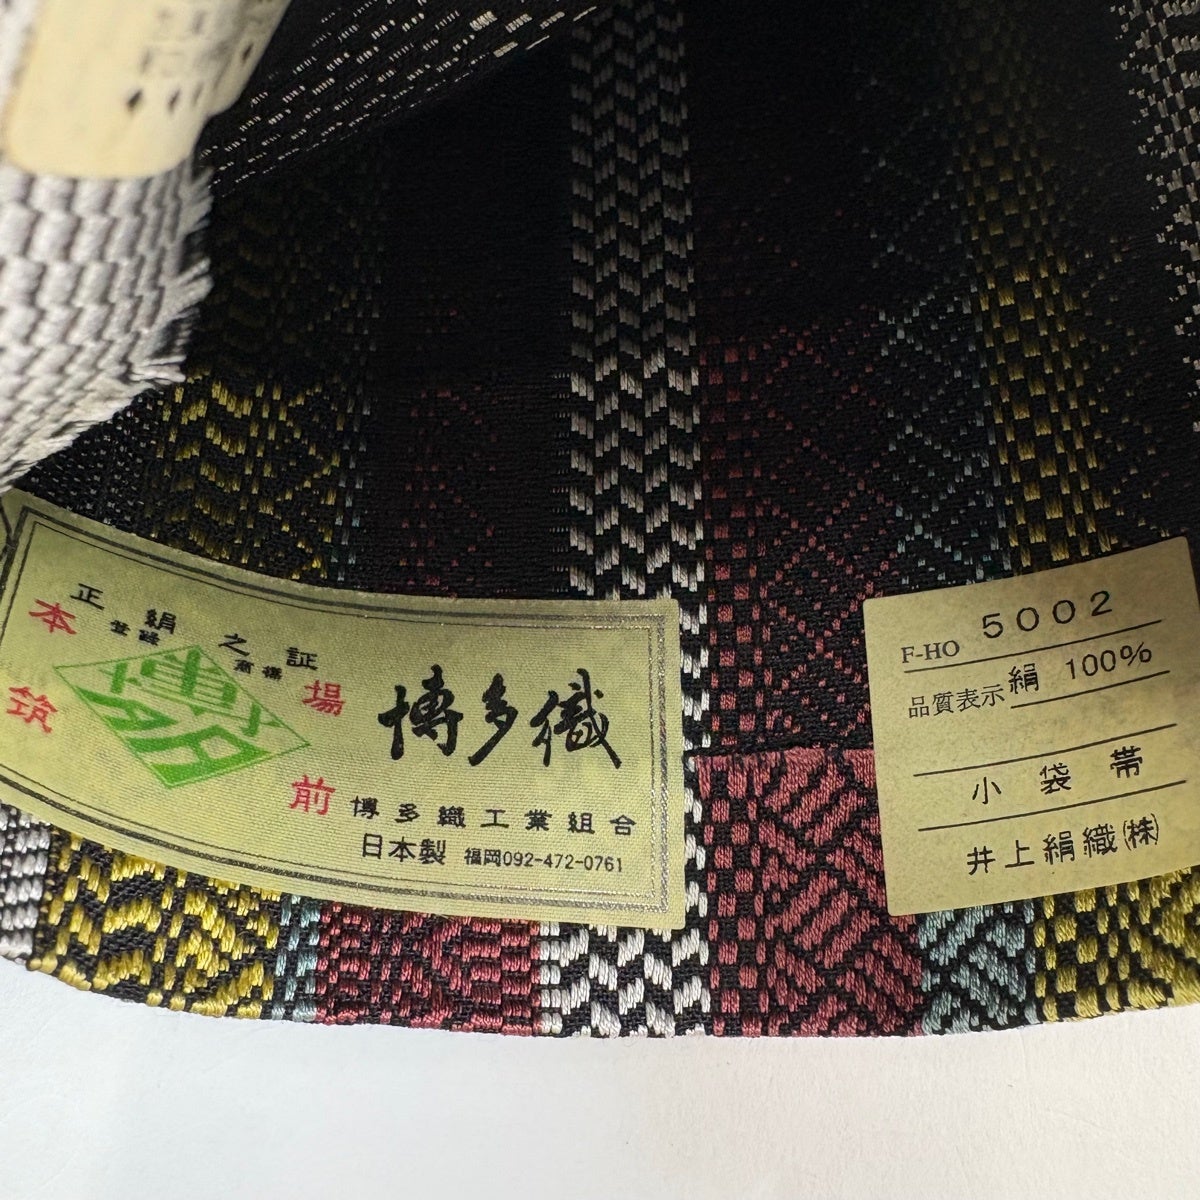 正絹之証
登録商標
本場筑前
博多織
博多織工業組合
日本製 福岡092-472-0761
F-HO 5002
品質表示 絹 100%
小袋帯
井上絹織(株)